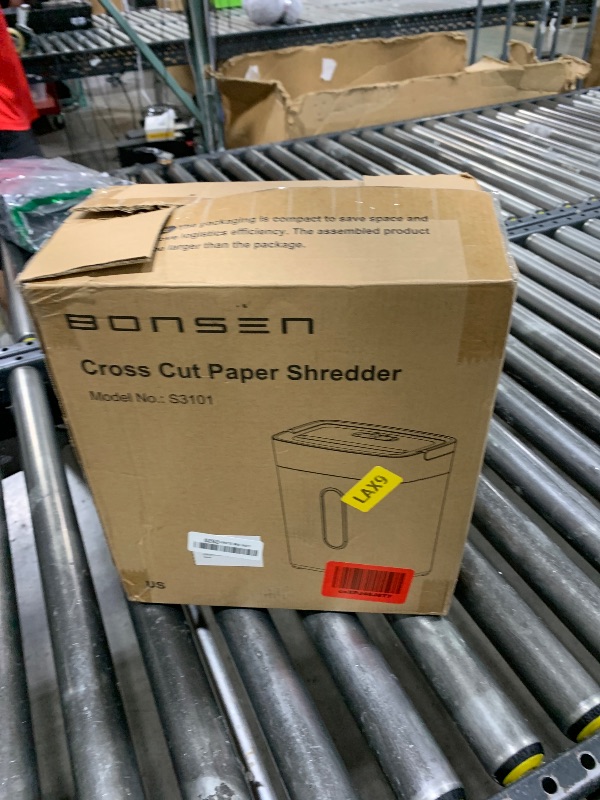 packaging is compact to save space and
logistics efficiency. The assembled product
larger than the package.
BONSEN
Cross Cut Paper Shredder
Model No.: S3101
LAX9
US